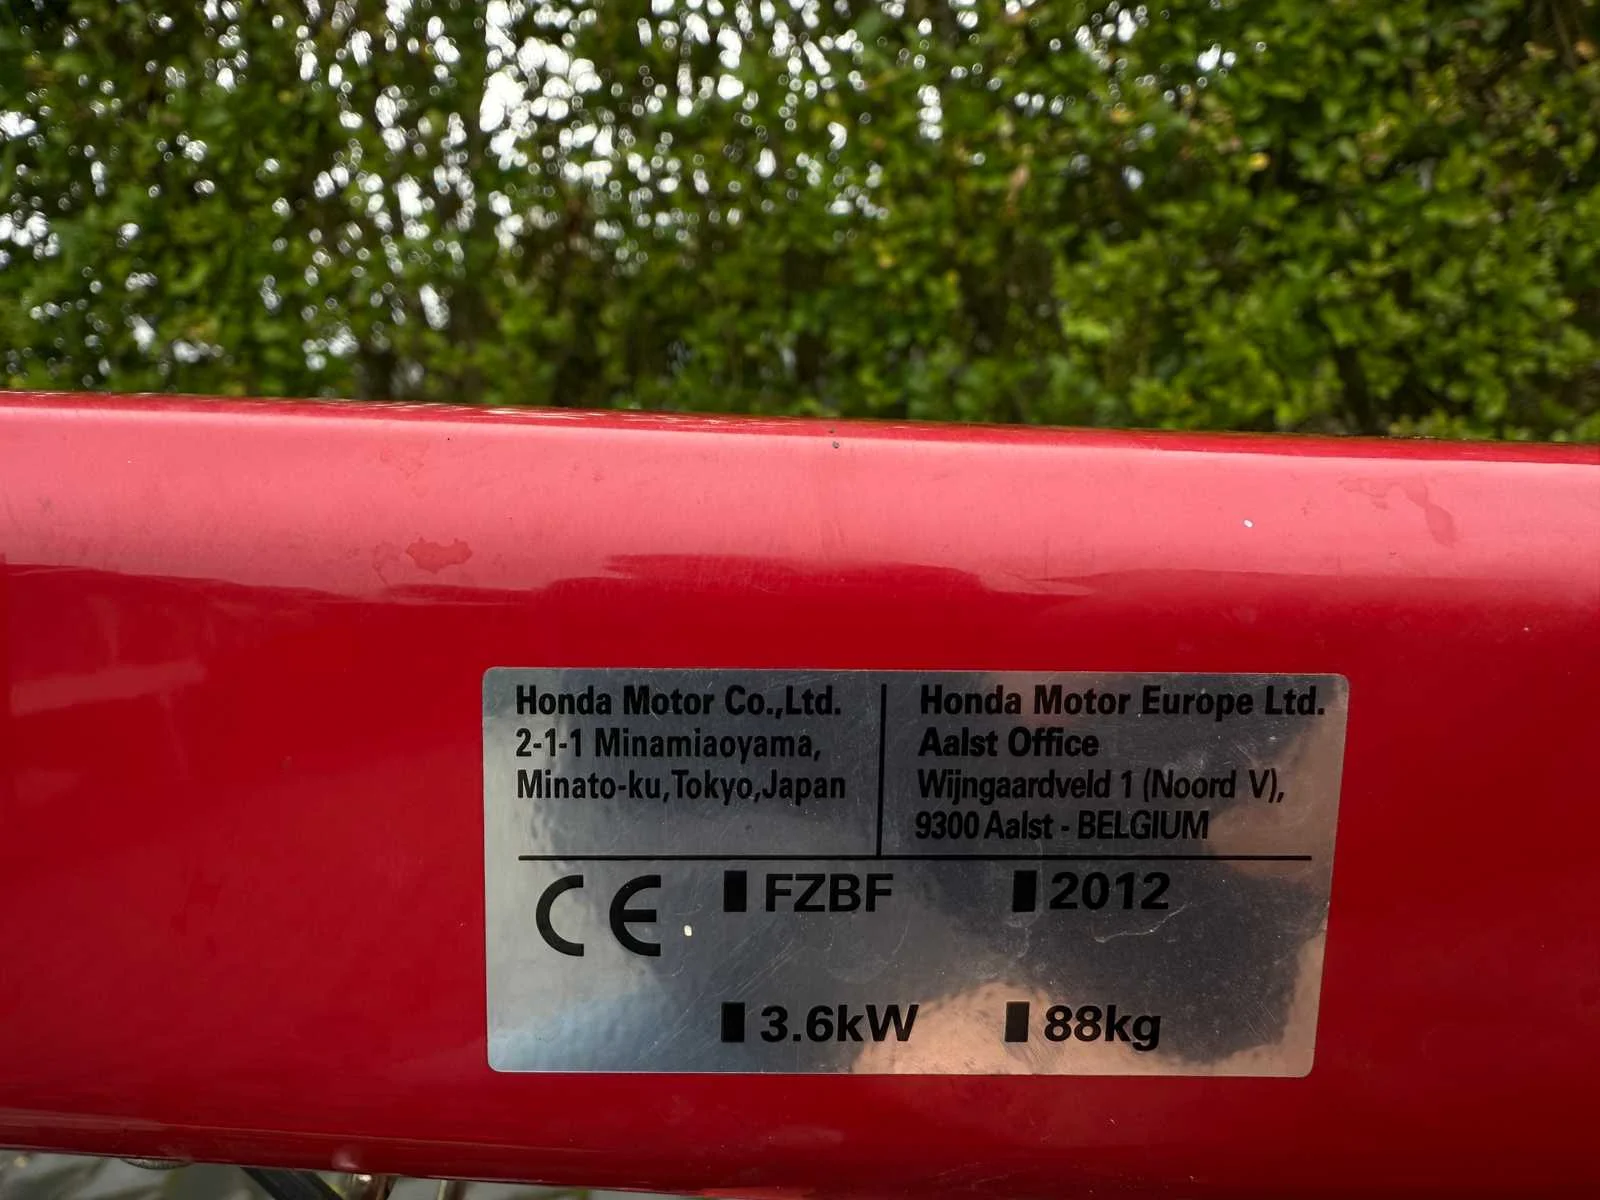 Honda Motor Co.,Ltd.
2-1-1 Minamiaoyama,
Minato-ku,Tokyo,Japan
Honda Motor Europe Ltd.
Aalst Office
Wijngaardveld 1 (Noord V),
9300 Aalst - BELGIUM
CE
FZBF
2012
3.6kW
88kg